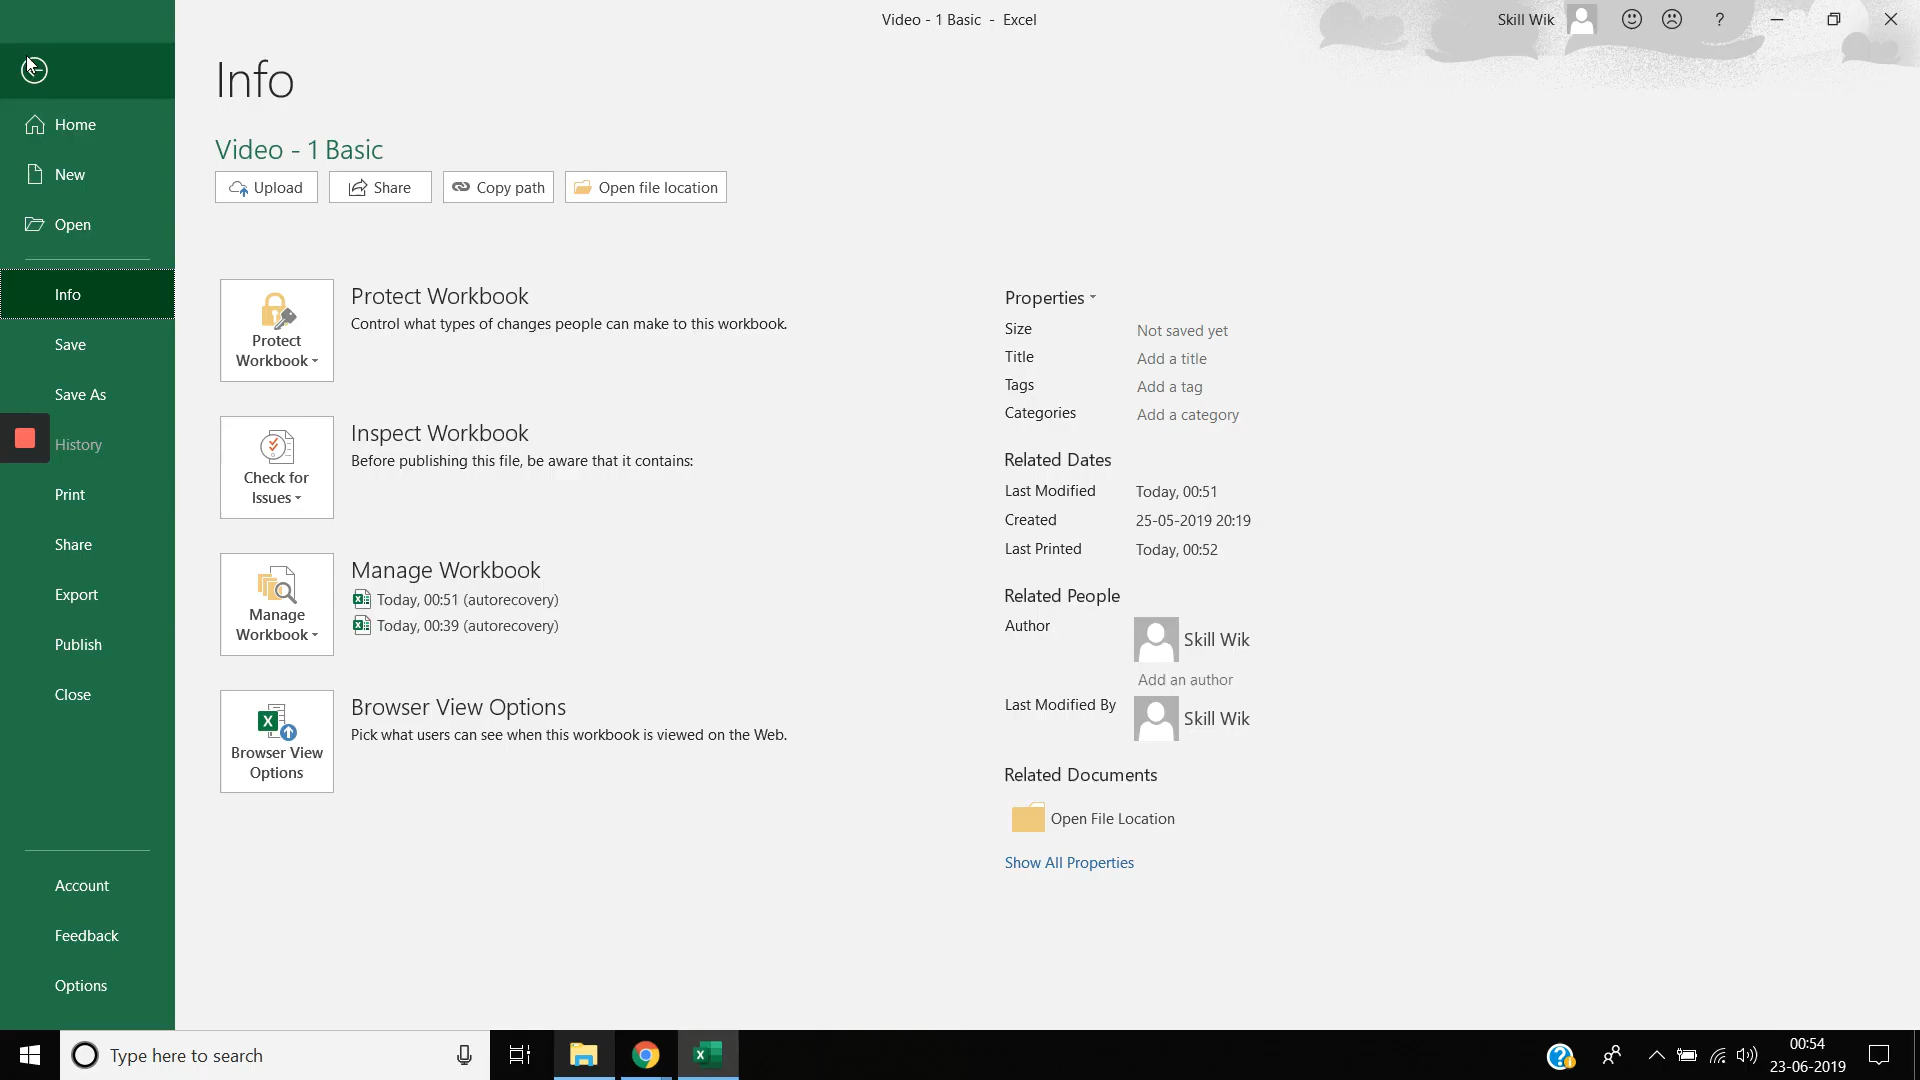 Video - 1 Basic - Excel
Skill Wik
?
Info
Home
New
Open
Info
Save
Save As
History
Print
Share
Export
Publish
Close
Account
Feedback
Options
Video - 1 Basic
Upload
Share
Copy path
Open file location
Protect
Workbook
Protect Workbook
Control what types of changes people can make to this workbook.
Check for
Issues
Inspect Workbook
Before publishing this file, be aware that it contains:
Manage
Workbook
Manage Workbook
Today, 00:51 (autorecovery)
Today, 00:39 (autorecovery)
Browser View
Options
Browser View Options
Pick what users can see when this workbook is viewed on the Web.
Properties
Size Not saved yet
Title Add a title
Tags Add a tag
Categories Add a category
Related Dates
Last Modified Today, 00:51
Created 25-05-2019 20:19
Last Printed Today, 00:52
Related People
Author Skill Wik
Add an author
Last Modified By Skill Wik
Related Documents
Open File Location
Show All Properties
Type here to search
00:54
23-06-2019